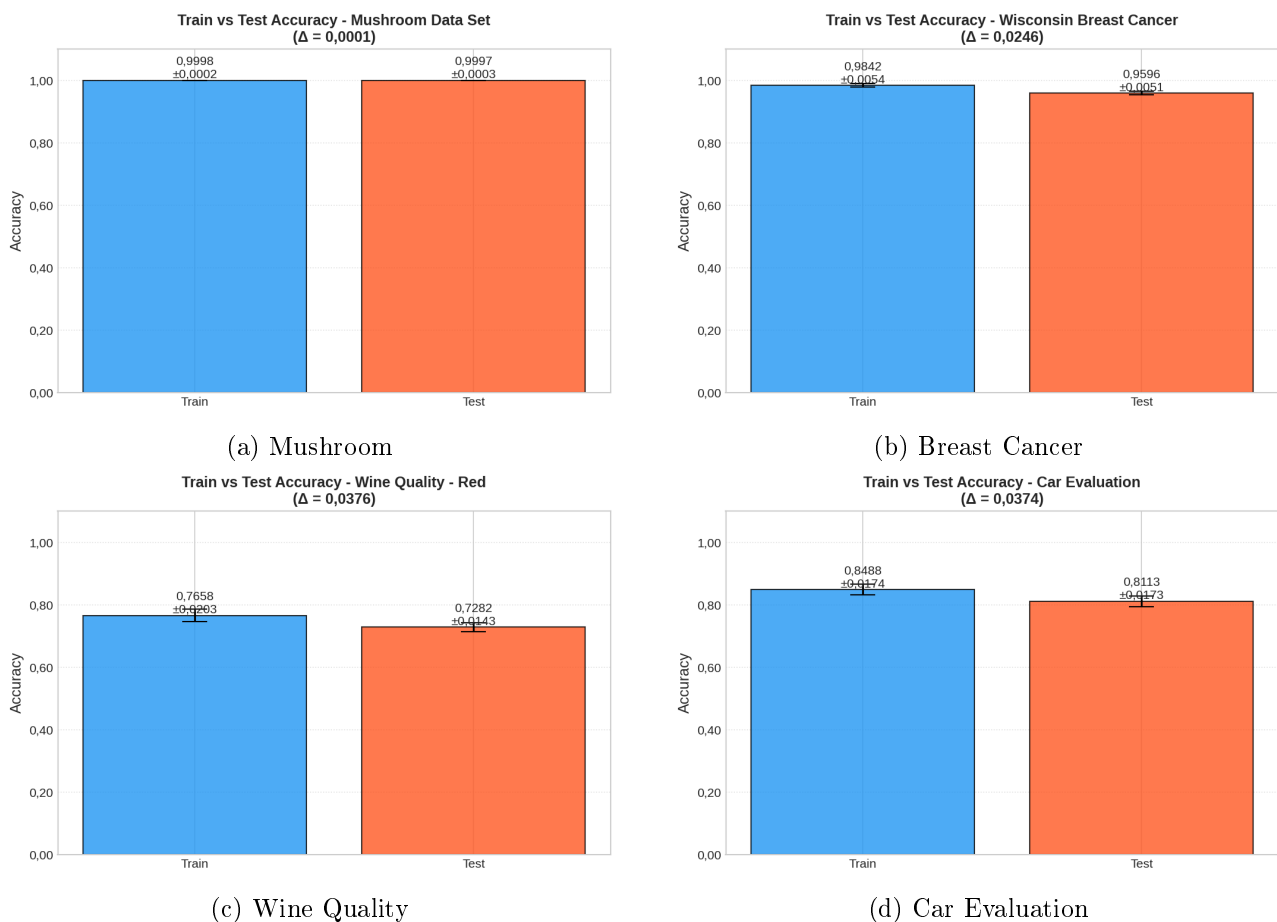 Train vs Test Accuracy - Mushroom Data Set
(Δ = 0,0001)
0,9998
±0,0002
0,9997
±0,0003
1,00
0,80
0,60
0,40
0,20
0,00
Accuracy
Train
Test
(a) Mushroom
Train vs Test Accuracy - Wisconsin Breast Cancer
(Δ = 0,0246)
0,9842
±0,0054
0,9596
±0,0051
1,00
0,80
0,60
0,40
0,20
0,00
Accuracy
Train
Test
(b) Breast Cancer
Train vs Test Accuracy - Wine Quality - Red
(Δ = 0,0376)
0,7658
±0,0203
0,7282
±0,0143
1,00
0,80
0,60
0,40
0,20
0,00
Accuracy
Train
Test
(c) Wine Quality
Train vs Test Accuracy - Car Evaluation
(Δ = 0,0374)
0,8488
±0,0174
0,8113
±0,0173
1,00
0,80
0,60
0,40
0,20
0,00
Accuracy
Train
Test
(d) Car Evaluation